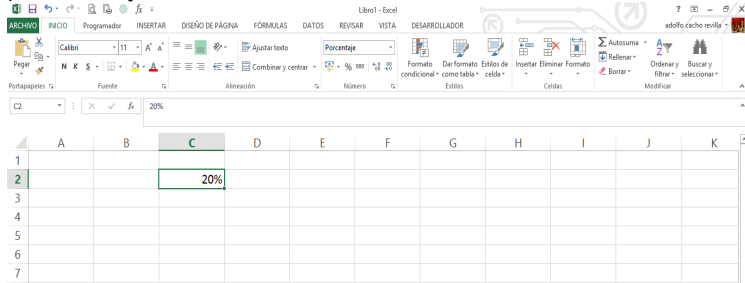 Libro1 - Excel
ARCHIVO INICIO Programador INSERTAR DISEÑO DE PÁGINA FÓRMULAS DATOS REVISAR VISTA DESARROLLADOR adolfo cacho revilla
Pegar
Calibri 11 A A
N K S A
Ajustar texto
Combinar y centrar
Porcentaje
% 000
Formato condicional
Dar formato como tabla
Estilos de celda
Insertar Eliminar Formato
Autosuma
Rellenar
Borrar
Ordenar y filtrar
Buscar y seleccionar
Portapapeles Fuente Alineación Número Estilos Celdas Modificar
C2 fx 20%
A B C D E F G H I J K
1
2 20%
3
4
5
6
7